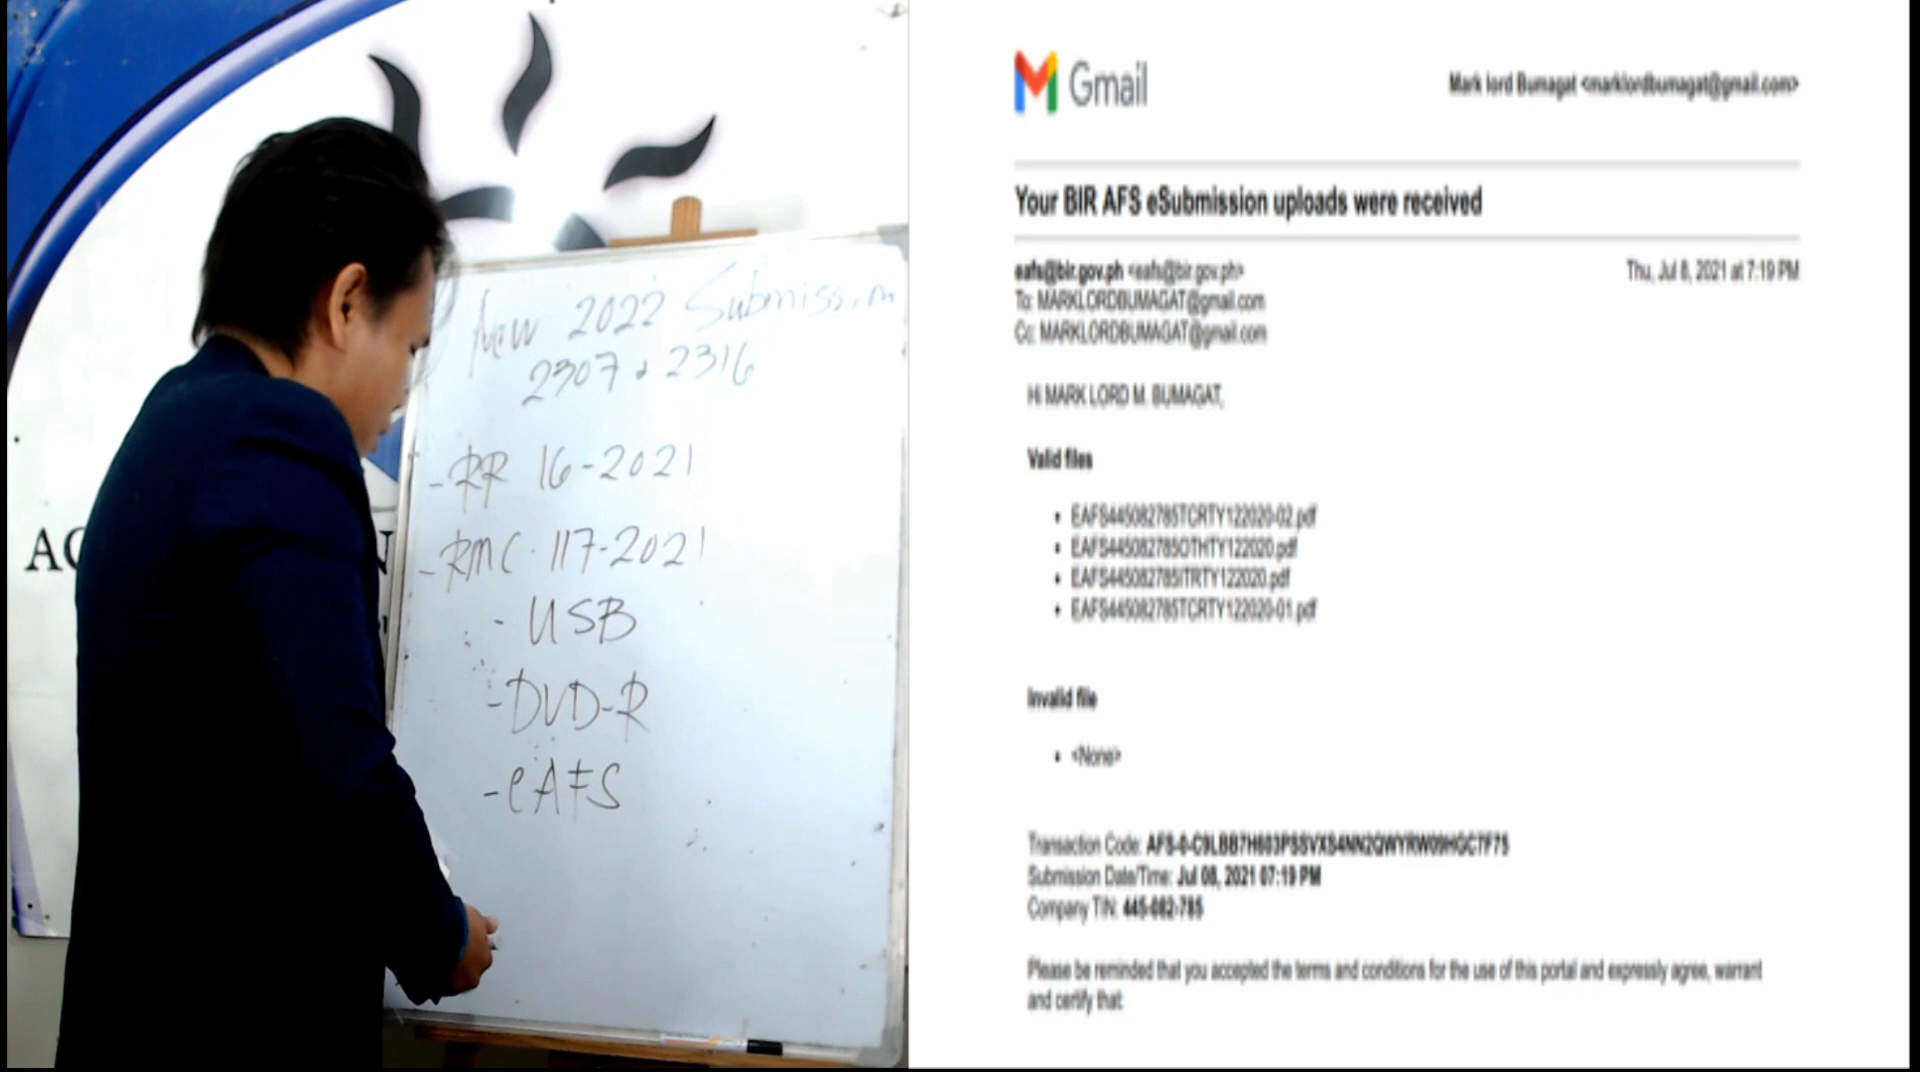 New 2022 Submission
2307 & 2316
- RR 16-2021
- RMC 117-2021
- USB
- DVD-R
- eAFS
Gmail
Mark lord Bumagat <marklordbumagat@gmail.com>
Your BIR AFS eSubmission uploads were received
eafs@bir.gov.ph <eafs@bir.gov.ph>
Thu, Jul 8, 2021 at 7:19 PM
To: MARKLORDBUMAGAT@gmail.com
Cc: MARKLORDBUMAGAT@gmail.com
Hi MARK LORD M. BUMAGAT,
Valid files
• EAFS445082785TCRTY122020-02.pdf
• EAFS445082785OTHTY122020.pdf
• EAFS445082785ITRTY122020.pdf
• EAFS445082785TCRTY122020-01.pdf
Invalid file
• <None>
Transaction Code: AFS-0-C9LBB7H603PSSVXS4NN2QWYRW09HGC7F75
Submission Date/Time: Jul 08, 2021 07:19 PM
Company TIN: 445-082-785
Please be reminded that you accepted the terms and conditions for the use of this portal and expressly agree, warrant
and certify that: